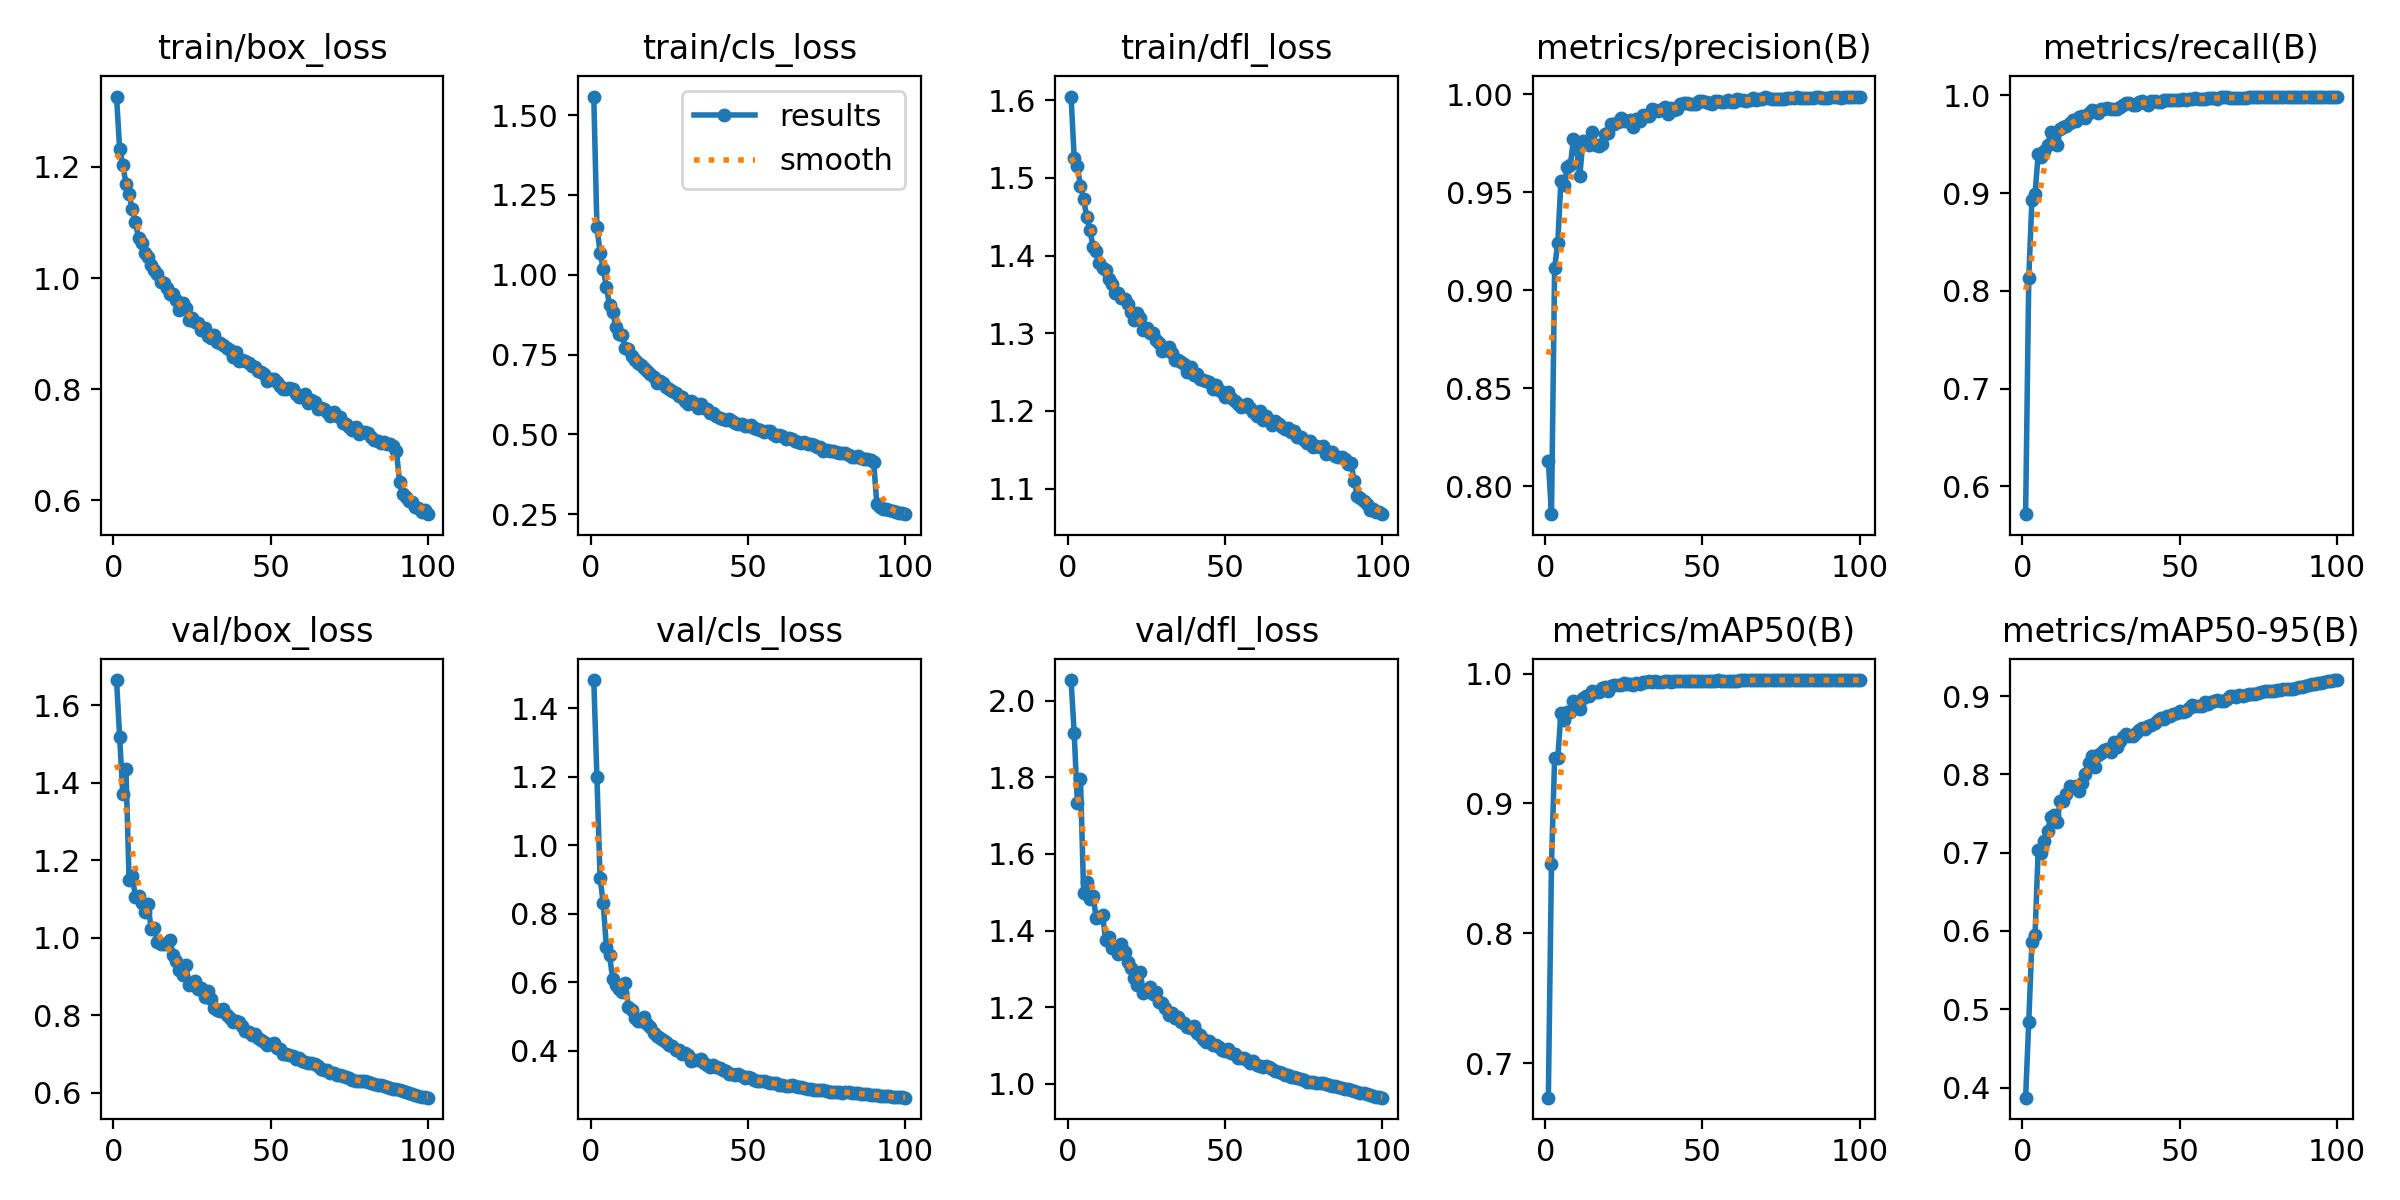 train/box_loss
1.2
1.0
0.8
0.6
0 50 100
train/cls_loss
results
smooth
1.50
1.25
1.00
0.75
0.50
0.25
0 50 100
train/dfl_loss
1.6
1.5
1.4
1.3
1.2
1.1
0 50 100
metrics/precision(B)
1.00
0.95
0.90
0.85
0.80
0 50 100
metrics/recall(B)
1.0
0.9
0.8
0.7
0.6
0 50 100
val/box_loss
1.6
1.4
1.2
1.0
0.8
0.6
0 50 100
val/cls_loss
1.4
1.2
1.0
0.8
0.6
0.4
0 50 100
val/dfl_loss
2.0
1.8
1.6
1.4
1.2
1.0
0 50 100
metrics/mAP50(B)
1.0
0.9
0.8
0.7
0 50 100
metrics/mAP50-95(B)
0.9
0.8
0.7
0.6
0.5
0.4
0 50 100